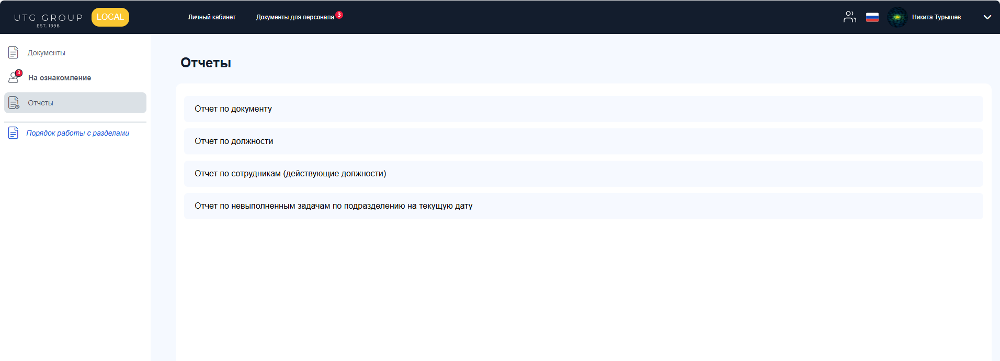 UTG GROUP
EST. 1998
LOCAL
Личный кабинет
Документы для персонала
3
Никита Турышев
Документы
3
На ознакомление
Отчеты
Порядок работы с разделами
Отчеты
Отчет по документу
Отчет по должности
Отчет по сотрудникам (действующие должности)
Отчет по невыполненным задачам по подразделению на текущую дату